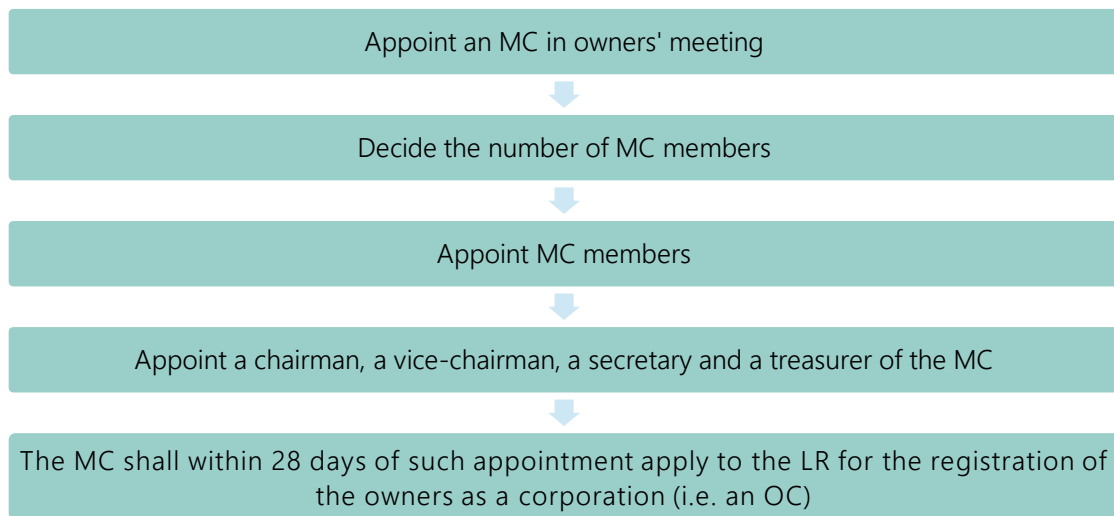 Appoint an MC in owners' meeting
Decide the number of MC members
Appoint MC members
Appoint a chairman, a vice-chairman, a secretary and a treasurer of the MC
The MC shall within 28 days of such appointment apply to the LR for the registration of
the owners as a corporation (i.e. an OC)